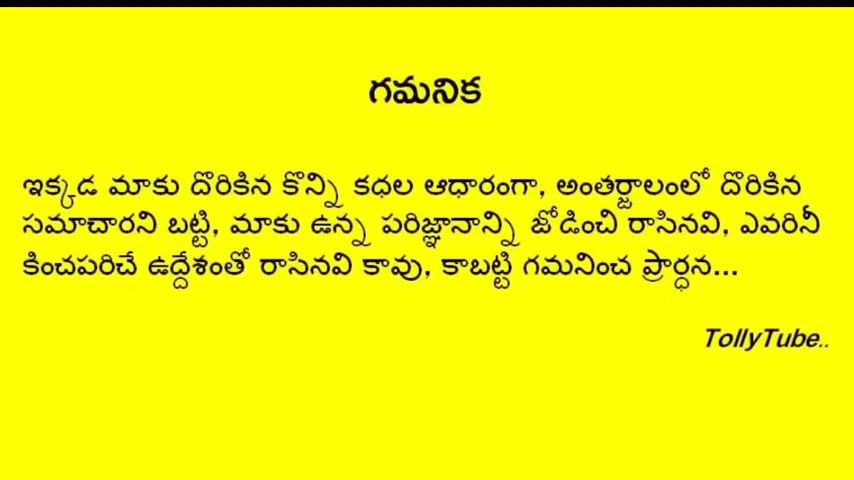 గమనిక
ఇక్కడ మాకు దొరికిన కొన్ని కధల ఆధారంగా, అంతర్జాలంలో దొరికిన
సమాచారని బట్టి, మాకు ఉన్న పరిజ్ఞానాన్ని జోడించి రాసినవి, ఎవరినీ
కించపరిచే ఉద్దేశంతో రాసినవి కావు, కాబట్టి గమనించ ప్రార్ధన...
TollyTube..